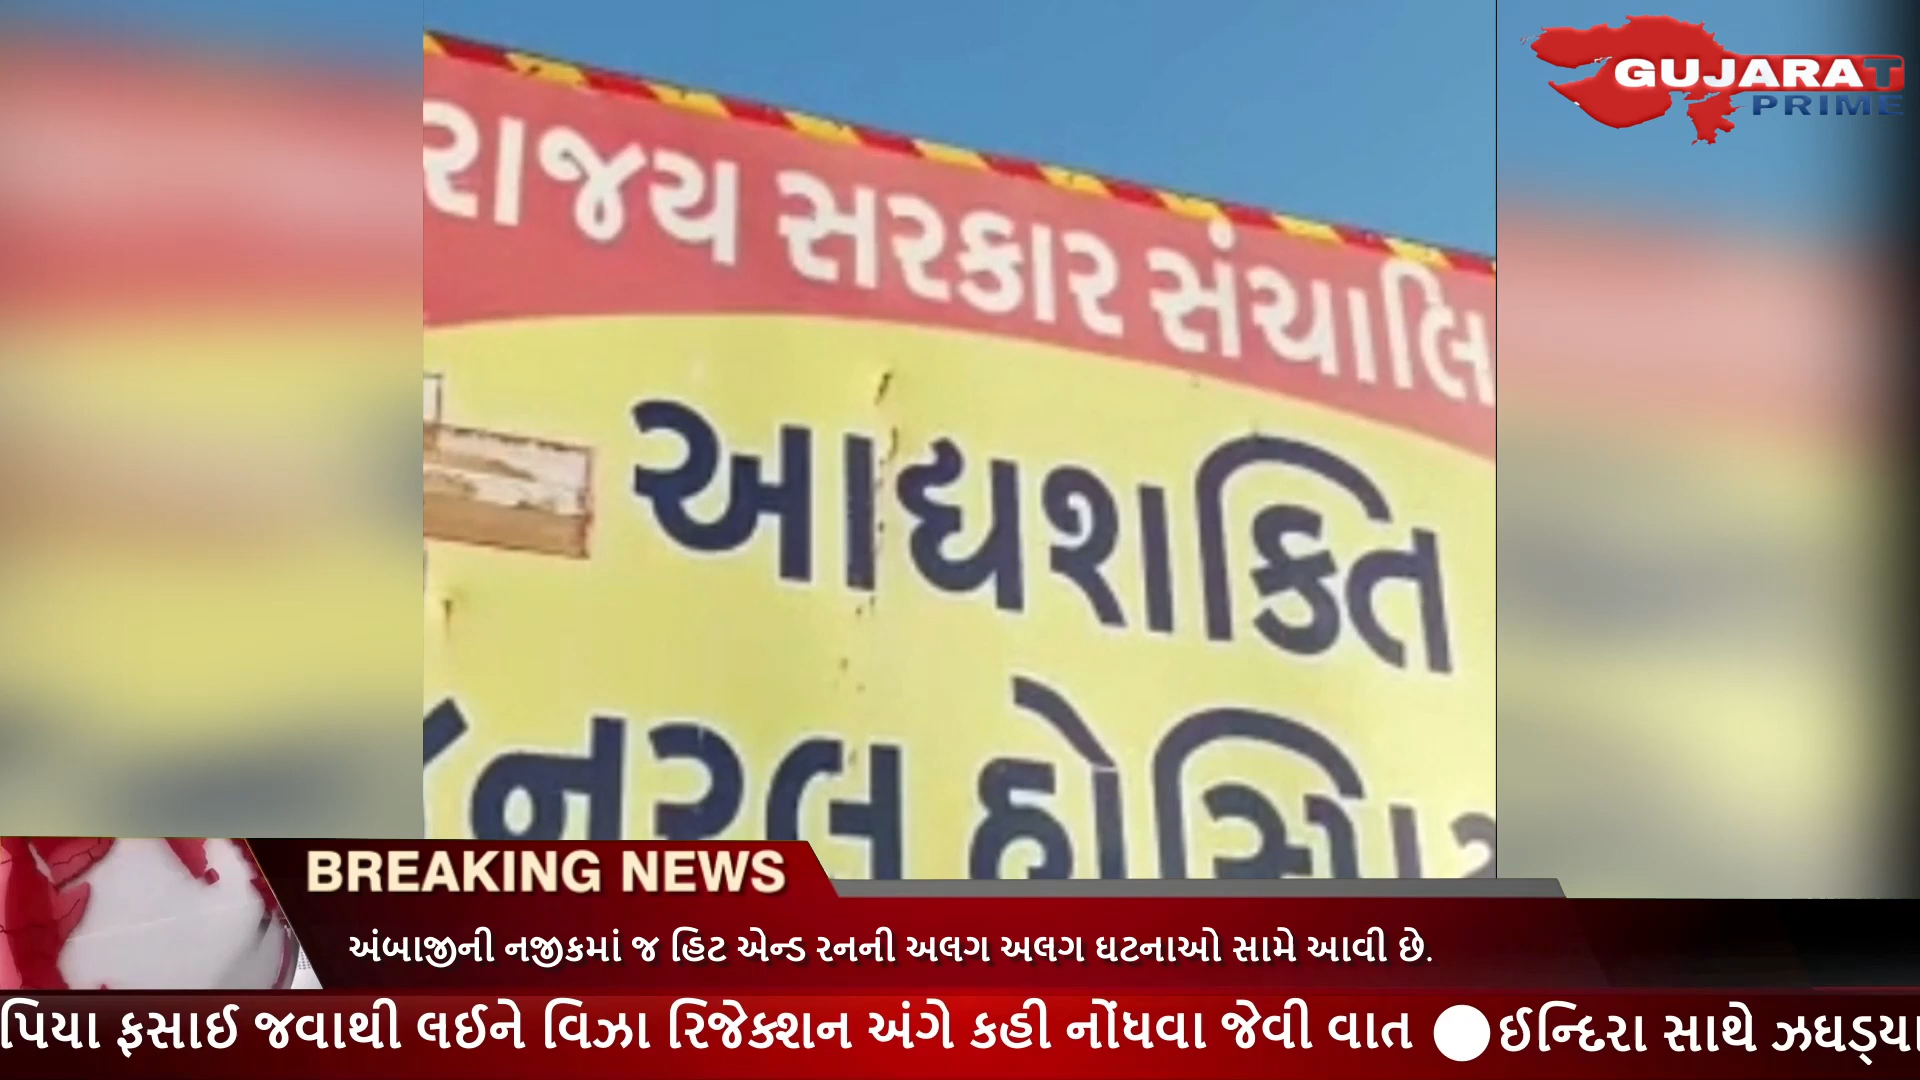 GUJARAT
PRIME
રાજ્ય સરકાર સંચાલિ
આદ્યશક્તિ
જનરલ હોસ્પિટ
BREAKING NEWS
અંબાજીની નજીકમાં જ હિટ એન્ડ રનની અલગ અલગ ઘટનાઓ સામે આવી છે.
પિયા ફસાઈ જવાથી લઈને વિઝા રિજેક્શન અંગે કહી નોંધવા જેવી વાત ઈન્દિરા સાથે ઝઘડ્યા